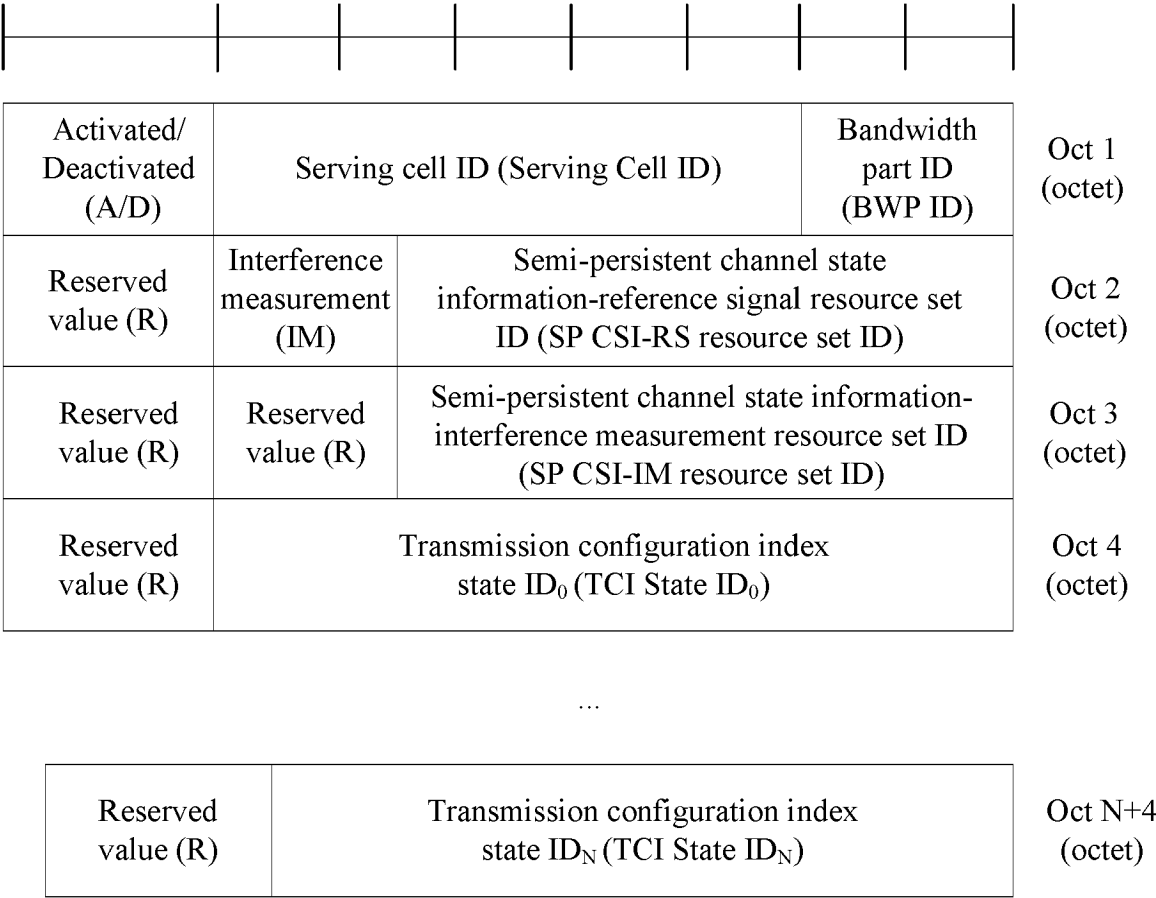 Activated/
Deactivated
(A/D)
Serving cell ID (Serving Cell ID)
Bandwidth
part ID
(BWP ID)
Oct 1
(octet)
Reserved
value (R)
Interference
measurement
(IM)
Semi-persistent channel state
information-reference signal resource set
ID (SP CSI-RS resource set ID)
Oct 2
(octet)
Reserved
value (R)
Reserved
value (R)
Semi-persistent channel state information-
interference measurement resource set ID
(SP CSI-IM resource set ID)
Oct 3
(octet)
Reserved
value (R)
Transmission configuration index
state ID₀ (TCI State ID₀)
Oct 4
(octet)
...
Reserved
value (R)
Transmission configuration index
state ID_N (TCI State ID_N)
Oct N+4
(octet)